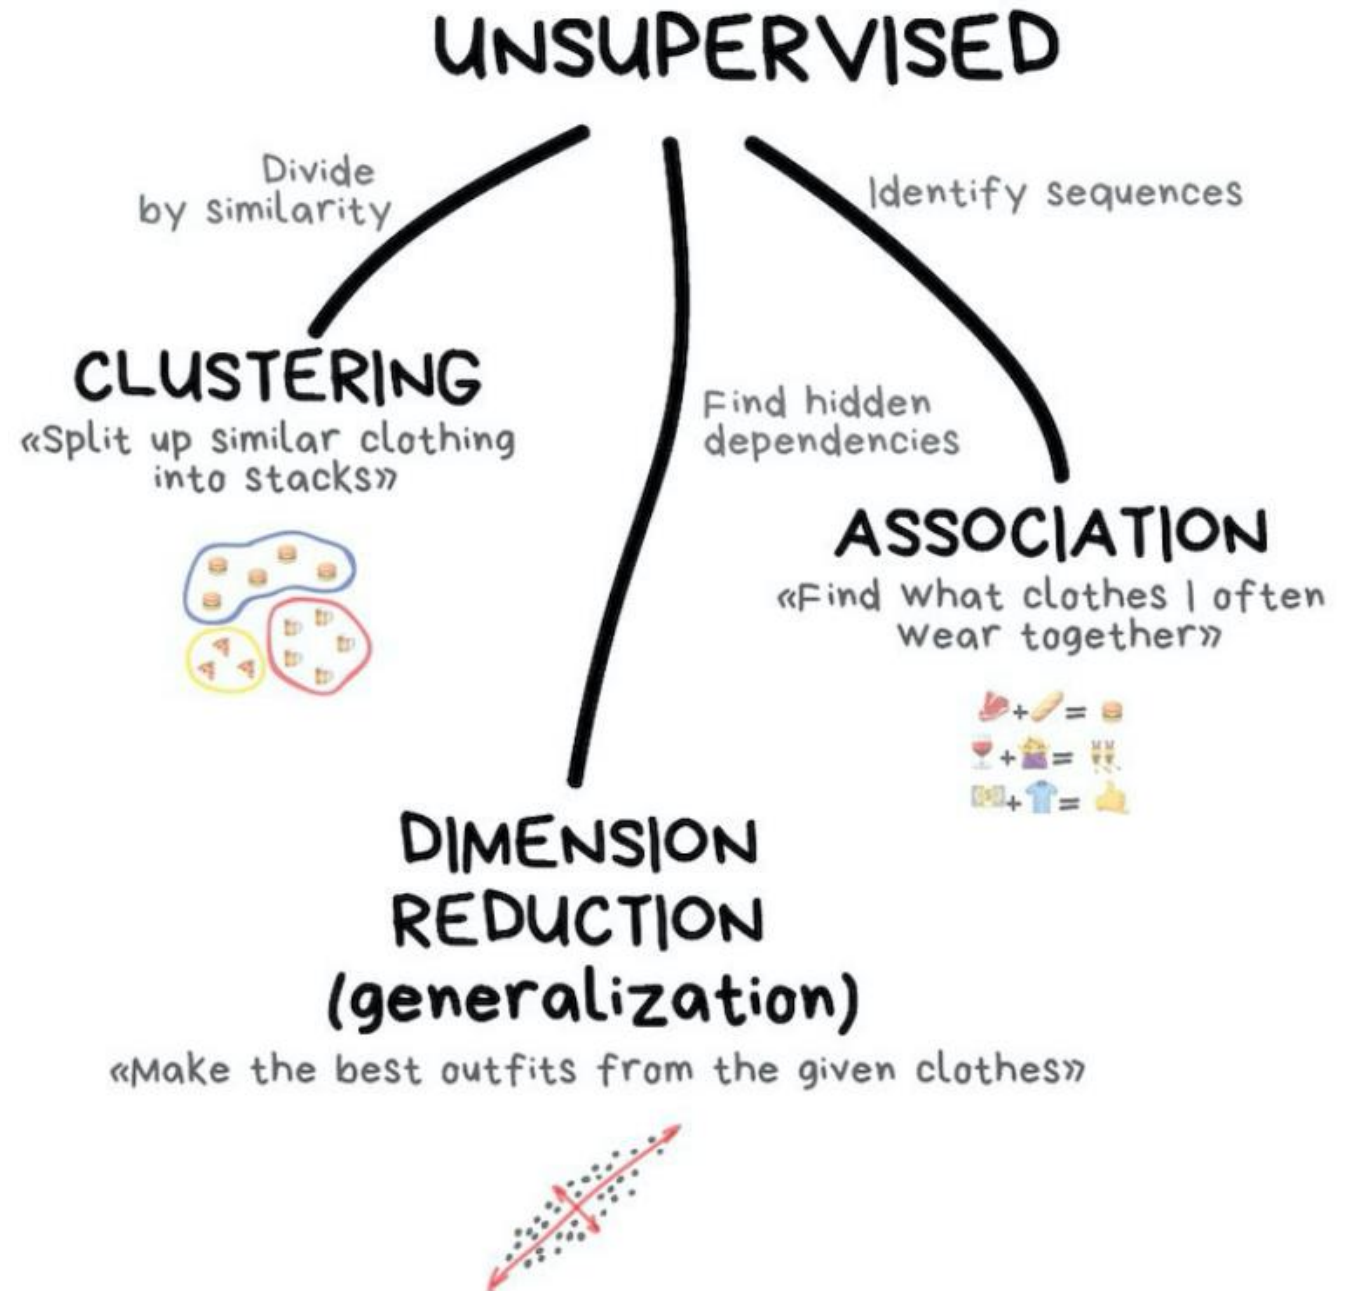 UNSUPERVISED
Divide
by similarity
Identify sequences
CLUSTERING
«Split up similar clothing
into stacks»
Find hidden
dependencies
ASSOCIATION
«Find what clothes I often
wear together»
+ =
+ =
+ =
DIMENSION
REDUCTION
(generalization)
«Make the best outfits from the given clothes»